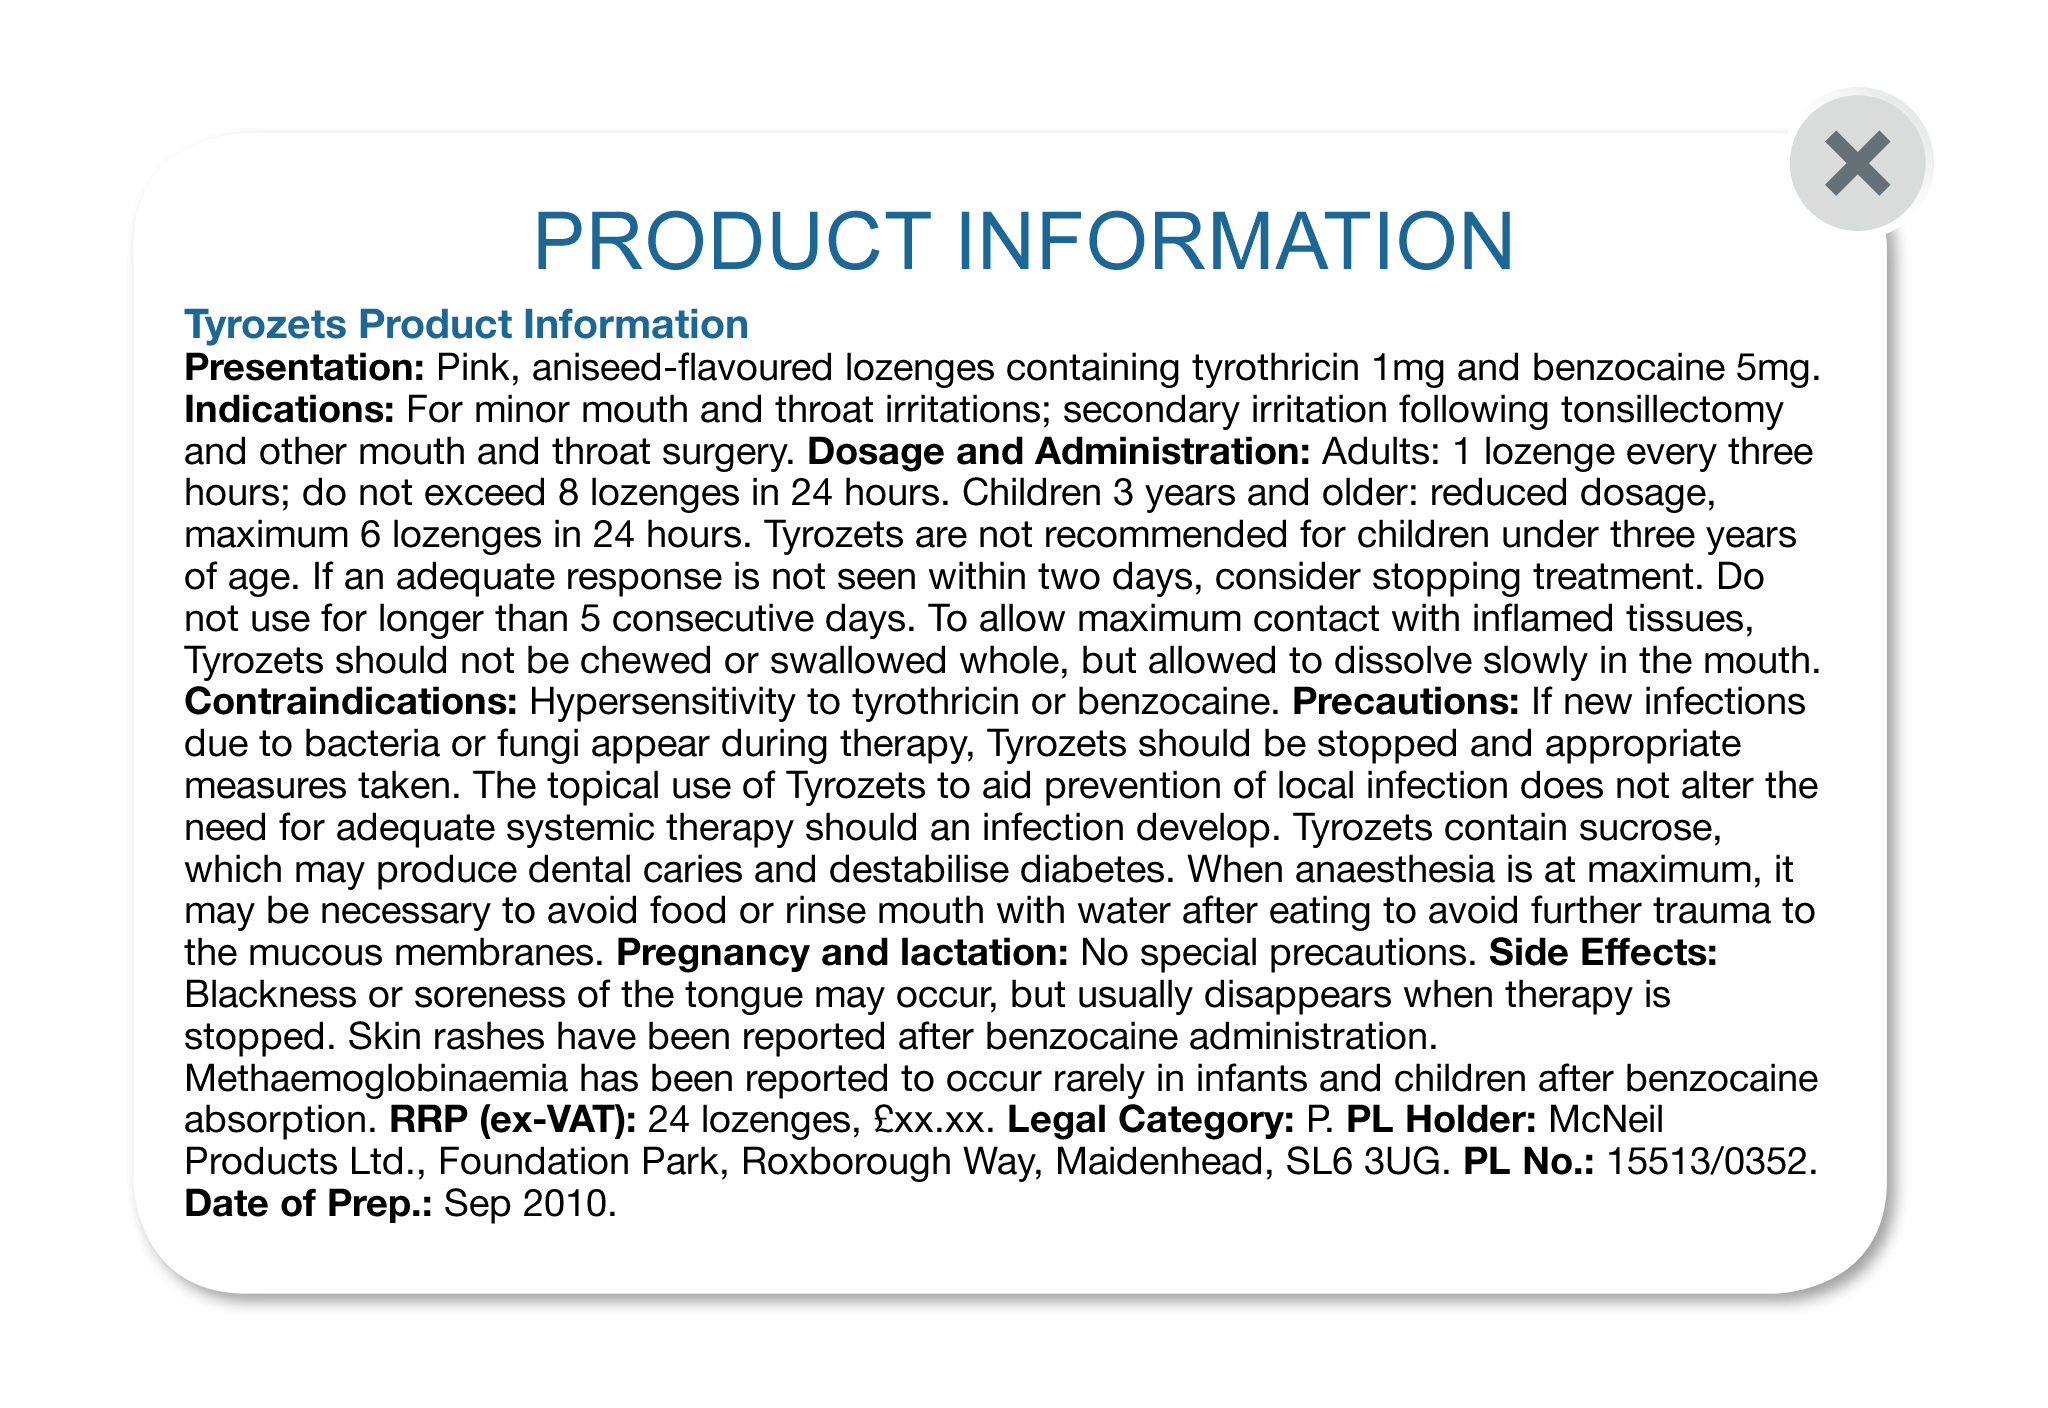 PRODUCT INFORMATION
Tyrozets Product Information
Presentation: Pink, aniseed-flavoured lozenges containing tyrothricin 1mg and benzocaine 5mg.
Indications: For minor mouth and throat irritations; secondary irritation following tonsillectomy
and other mouth and throat surgery. Dosage and Administration: Adults: 1 lozenge every three
hours; do not exceed 8 lozenges in 24 hours. Children 3 years and older: reduced dosage,
maximum 6 lozenges in 24 hours. Tyrozets are not recommended for children under three years
of age. If an adequate response is not seen within two days, consider stopping treatment. Do
not use for longer than 5 consecutive days. To allow maximum contact with inflamed tissues,
Tyrozets should not be chewed or swallowed whole, but allowed to dissolve slowly in the mouth.
Contraindications: Hypersensitivity to tyrothricin or benzocaine. Precautions: If new infections
due to bacteria or fungi appear during therapy, Tyrozets should be stopped and appropriate
measures taken. The topical use of Tyrozets to aid prevention of local infection does not alter the
need for adequate systemic therapy should an infection develop. Tyrozets contain sucrose,
which may produce dental caries and destabilise diabetes. When anaesthesia is at maximum, it
may be necessary to avoid food or rinse mouth with water after eating to avoid further trauma to
the mucous membranes. Pregnancy and lactation: No special precautions. Side Effects:
Blackness or soreness of the tongue may occur, but usually disappears when therapy is
stopped. Skin rashes have been reported after benzocaine administration.
Methaemoglobinaemia has been reported to occur rarely in infants and children after benzocaine
absorption. RRP (ex-VAT): 24 lozenges, £xx.xx. Legal Category: P. PL Holder: McNeil
Products Ltd., Foundation Park, Roxborough Way, Maidenhead, SL6 3UG. PL No.: 15513/0352.
Date of Prep.: Sep 2010.